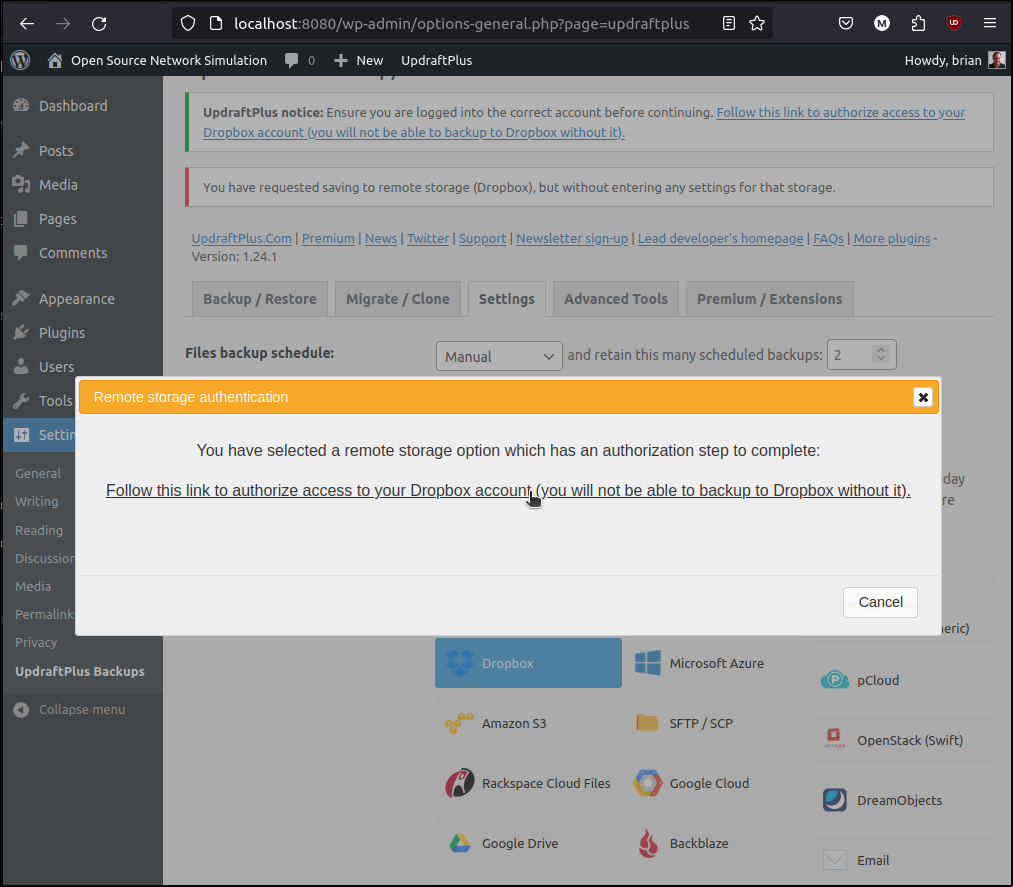 localhost:8080/wp-admin/options-general.php?page=updraftplus
Open Source Network Simulation 0 New UpdraftPlus Howdy, brian
Dashboard
Posts
Media
Pages
Comments
Appearance
Plugins
Users
Tools
Settin
General
Writing
Reading
Discussion
Media
Permalinks
Privacy
UpdraftPlus Backups
Collapse menu
UpdraftPlus notice: Ensure you are logged into the correct account before continuing. Follow this link to authorize access to your
Dropbox account (you will not be able to backup to Dropbox without it).
You have requested saving to remote storage (Dropbox), but without entering any settings for that storage.
UpdraftPlus.Com | Premium | News | Twitter | Support | Newsletter sign-up | Lead developer's homepage | FAQs | More plugins -
Version: 1.24.1
Backup / Restore Migrate / Clone Settings Advanced Tools Premium / Extensions
Files backup schedule: Manual and retain this many scheduled backups: 2
Remote storage authentication
You have selected a remote storage option which has an authorization step to complete:
Follow this link to authorize access to your Dropbox account (you will not be able to backup to Dropbox without it).
Cancel
day
re
eric)
Dropbox
Microsoft Azure
pCloud
Amazon S3
SFTP / SCP
OpenStack (Swift)
Rackspace Cloud Files
Google Cloud
DreamObjects
Google Drive
Backblaze
Email